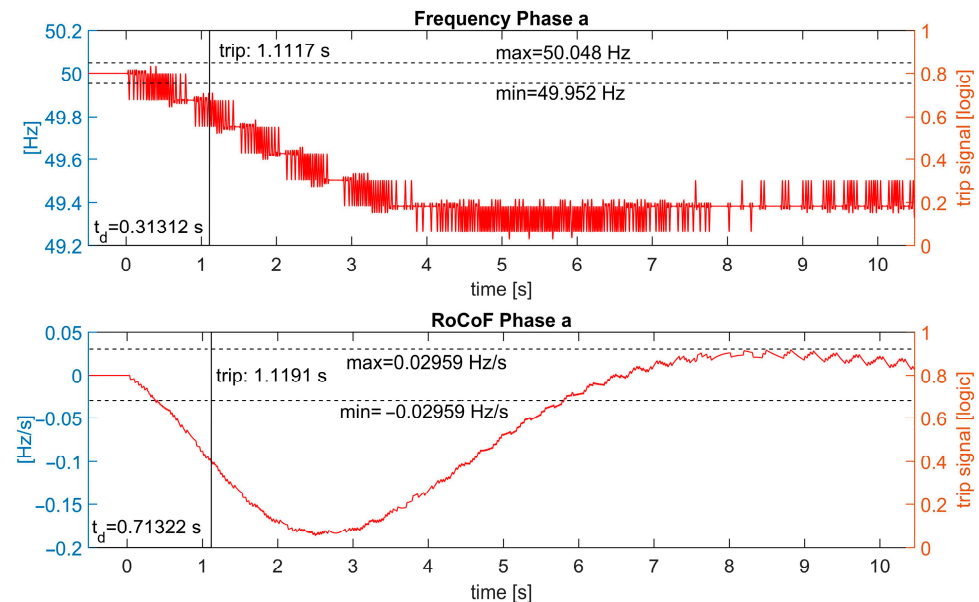 Frequency Phase a
50.2
50
49.8
49.6
49.4
49.2
[Hz]
trip: 1.1117 s
max=50.048 Hz
min=49.952 Hz
t_d=0.31312 s
1
0.8
0.6
0.4
0.2
0
trip signal [logic]
0 1 2 3 4 5 6 7 8 9 10
time [s]
RoCoF Phase a
0.05
0
−0.05
−0.1
−0.15
−0.2
[Hz/s]
trip: 1.1191 s
max=0.02959 Hz/s
min= −0.02959 Hz/s
t_d=0.71322 s
1
0.8
0.6
0.4
0.2
0
trip signal [logic]
0 1 2 3 4 5 6 7 8 9 10
time [s]